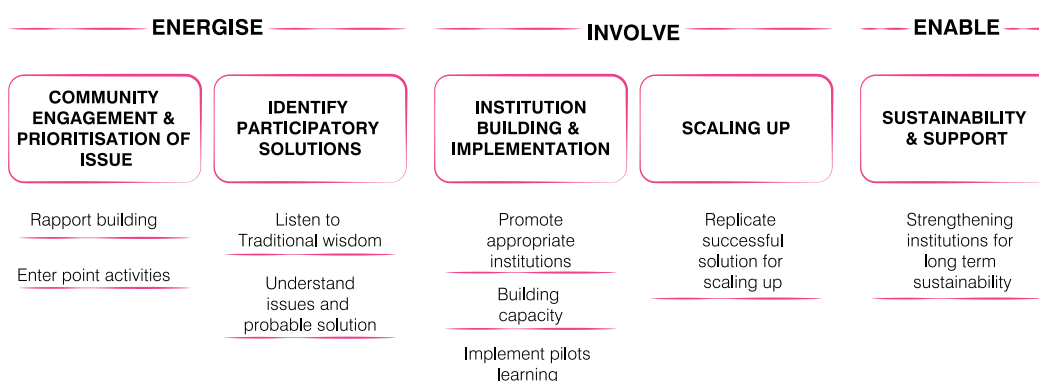 ENERGISE
INVOLVE
ENABLE
COMMUNITY
ENGAGEMENT &
PRIORITISATION OF
ISSUE
IDENTIFY
PARTICIPATORY
SOLUTIONS
INSTITUTION
BUILDING &
IMPLEMENTATION
SCALING UP
SUSTAINABILITY
& SUPPORT
Rapport building
Enter point activities
Listen to
Traditional wisdom
Understand
issues and
probable solution
Promote
appropriate
institutions
Building
capacity
Implement pilots
learning
Replicate
successful
solution for
scaling up
Strengthening
institutions for
long term
sustainability